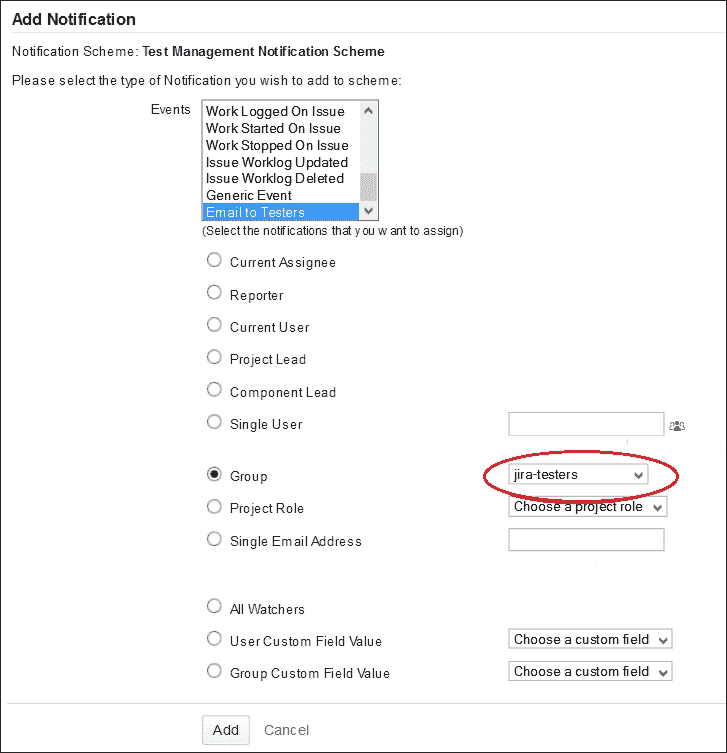 Add Notification
Notification Scheme: Test Management Notification Scheme
Please select the type of Notification you wish to add to scheme:
Events
Work Logged On Issue
Work Started On Issue
Work Stopped On Issue
Issue Worklog Updated
Issue Worklog Deleted
Generic Event
Email to Testers
(Select the notifications that you want to assign)
Current Assignee
Reporter
Current User
Project Lead
Component Lead
Single User
Group jira-testers
Project Role Choose a project role
Single Email Address
All Watchers
User Custom Field Value Choose a custom field
Group Custom Field Value Choose a custom field
Add Cancel